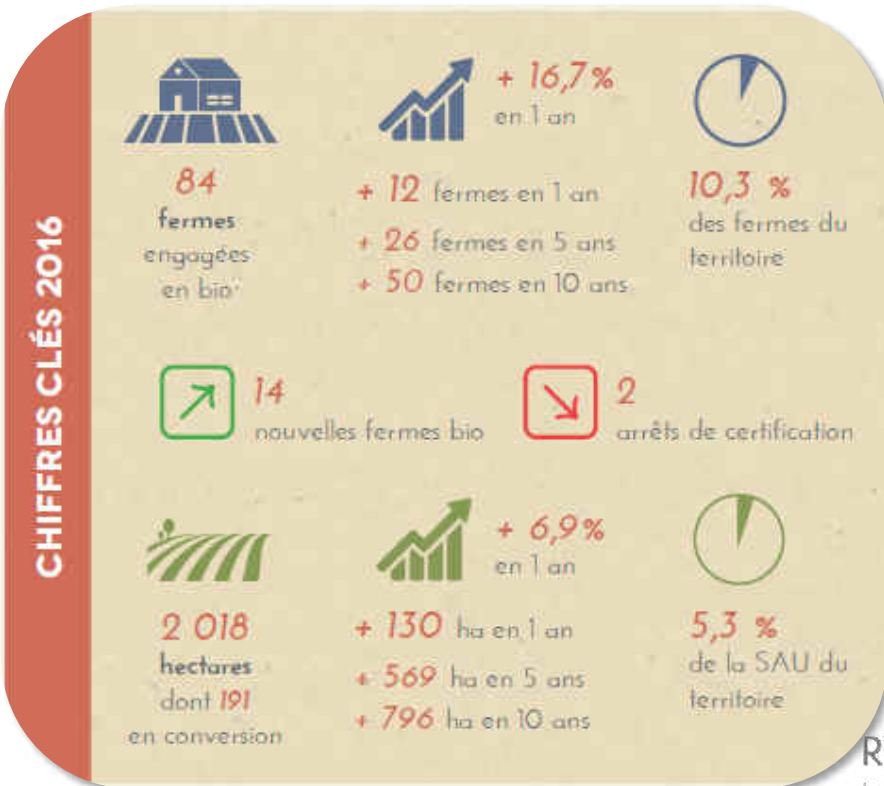 CHIFFRES CLÉS 2016
84
fermes
engagées
en bio
+ 16,7%
en 1 an
+ 12 fermes en 1 an
+ 26 fermes en 5 ans
+ 50 fermes en 10 ans
10,3 %
des fermes du
territoire
14
nouvelles fermes bio
2
arrêts de certification
2 018
hectares
dont 191
en conversion
+ 6,9%
en 1 an
+ 130 ha en 1 an
+ 569 ha en 5 ans
+ 796 ha en 10 ans
5,3 %
de la SAU du
territoire
R